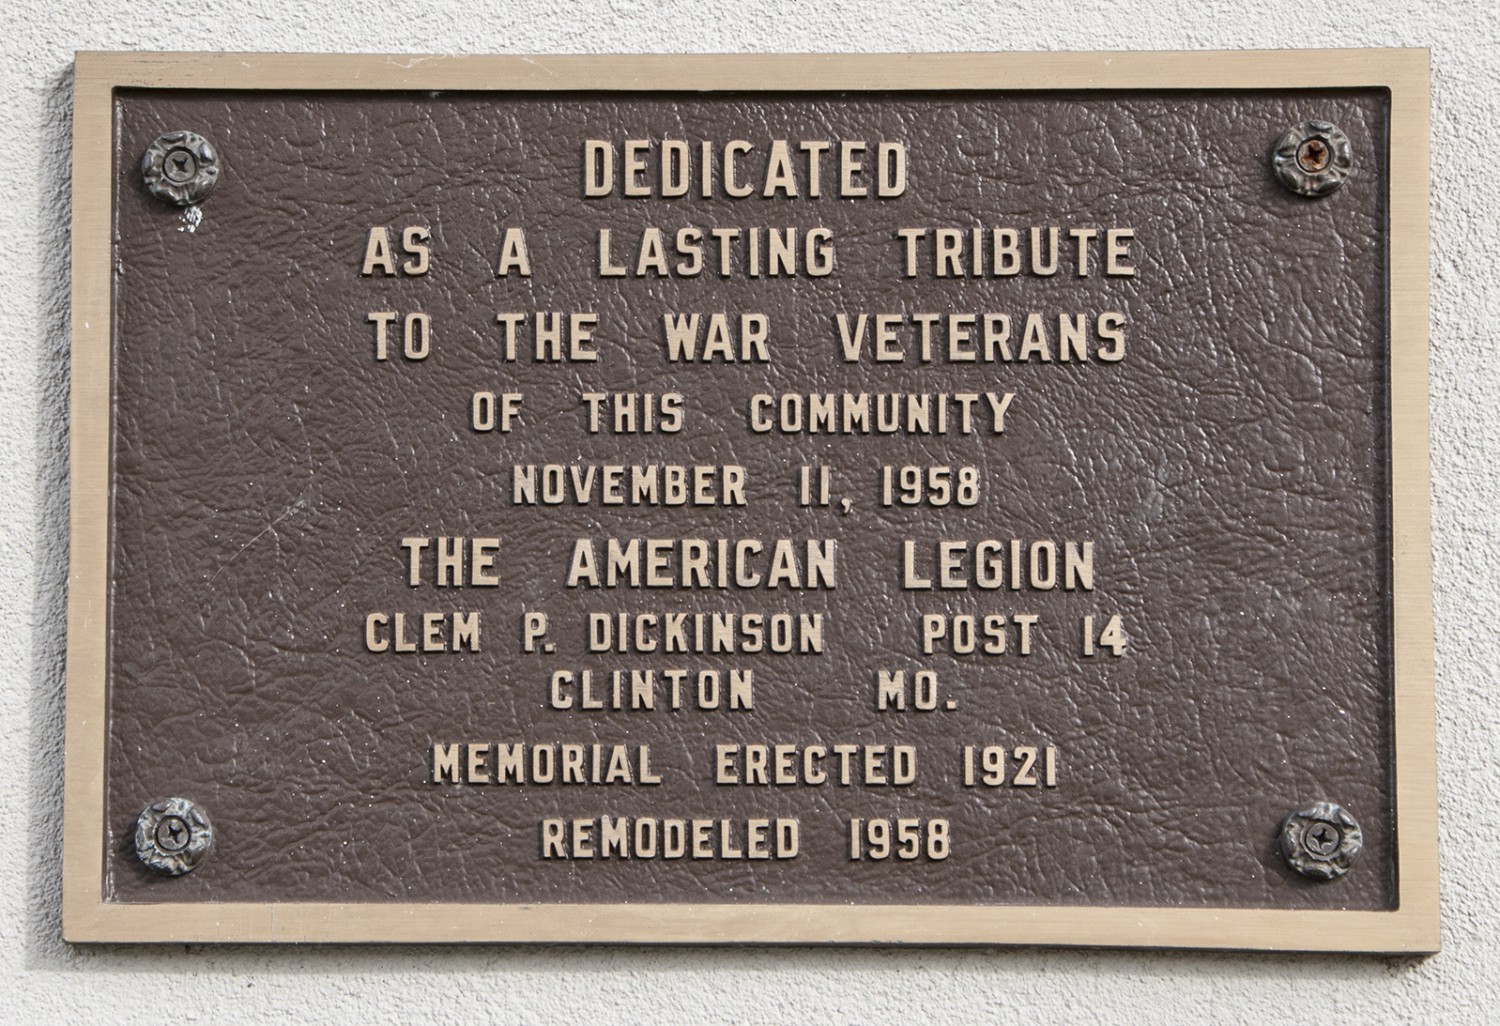 DEDICATED
AS A LASTING TRIBUTE
TO THE WAR VETERANS
OF THIS COMMUNITY
NOVEMBER 11, 1958
THE AMERICAN LEGION
CLEM P. DICKINSON POST 14
CLINTON MO.
MEMORIAL ERECTED 1921
REMODELED 1958